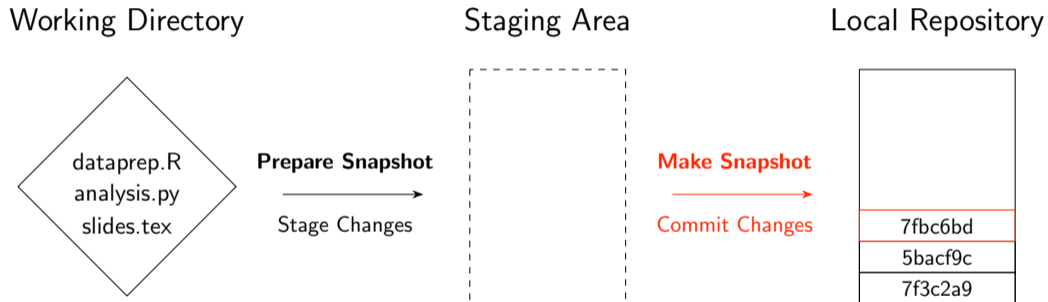 Working Directory
Staging Area
Local Repository
dataprep.R
analysis.py
slides.tex
Prepare Snapshot
Stage Changes
Make Snapshot
Commit Changes
7fbc6bd
5bacf9c
7f3c2a9